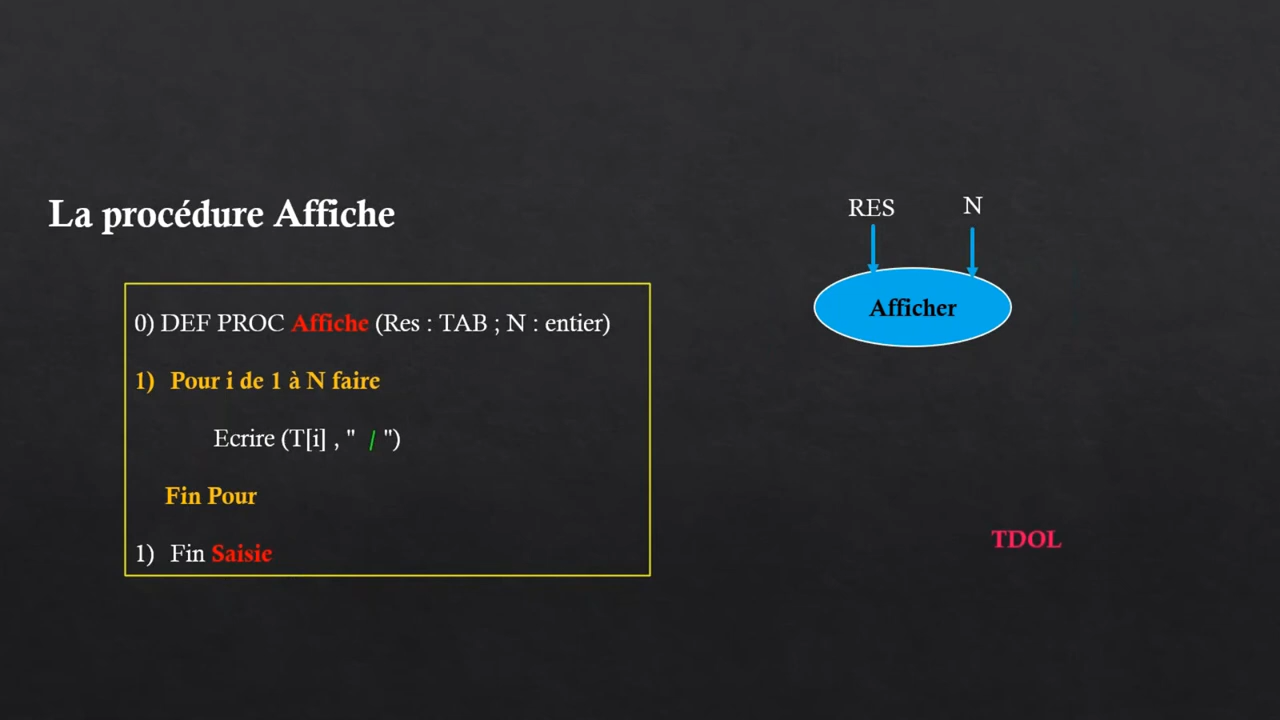 La procédure Affiche
0) DEF PROC Affiche (Res : TAB ; N : entier)
1) Pour i de 1 à N faire
Ecrire (T[i] , " / ")
Fin Pour
1) Fin Saisie
RES N
Afficher
TDOL